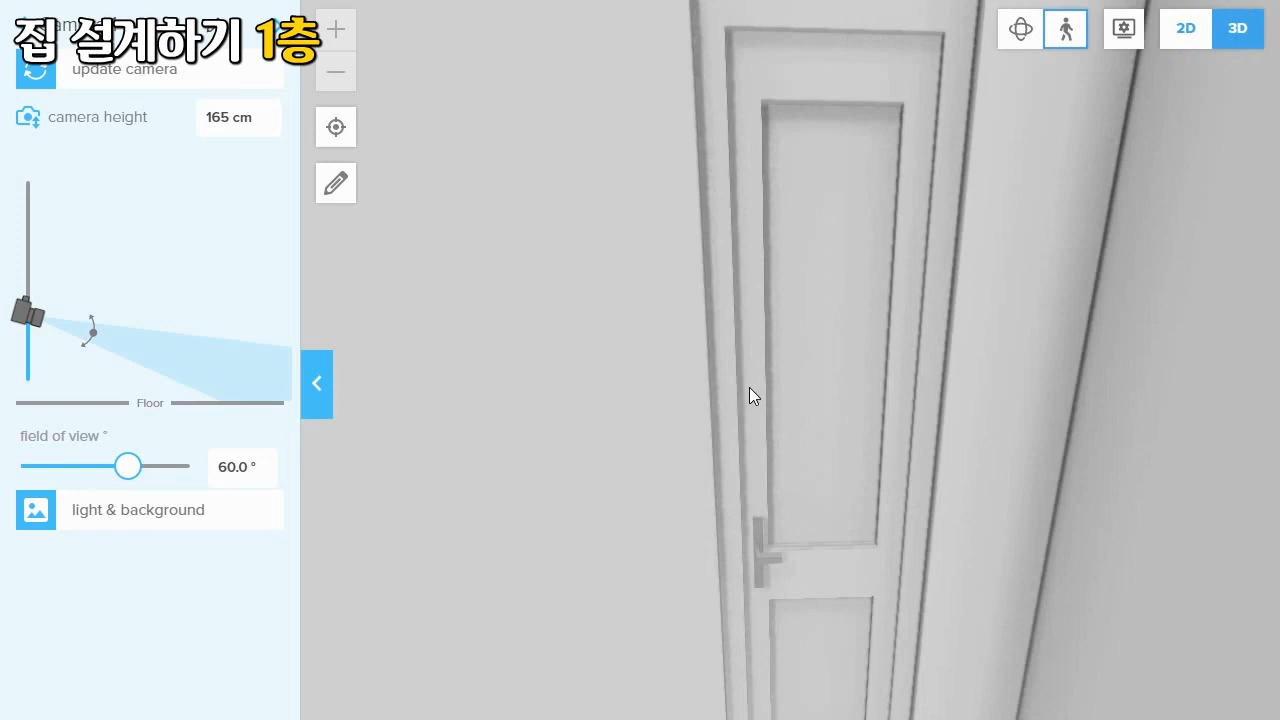 집 설계하기 1층
update camera
camera height
165 cm
Floor
field of view °
60.0 °
light & background
2D
3D